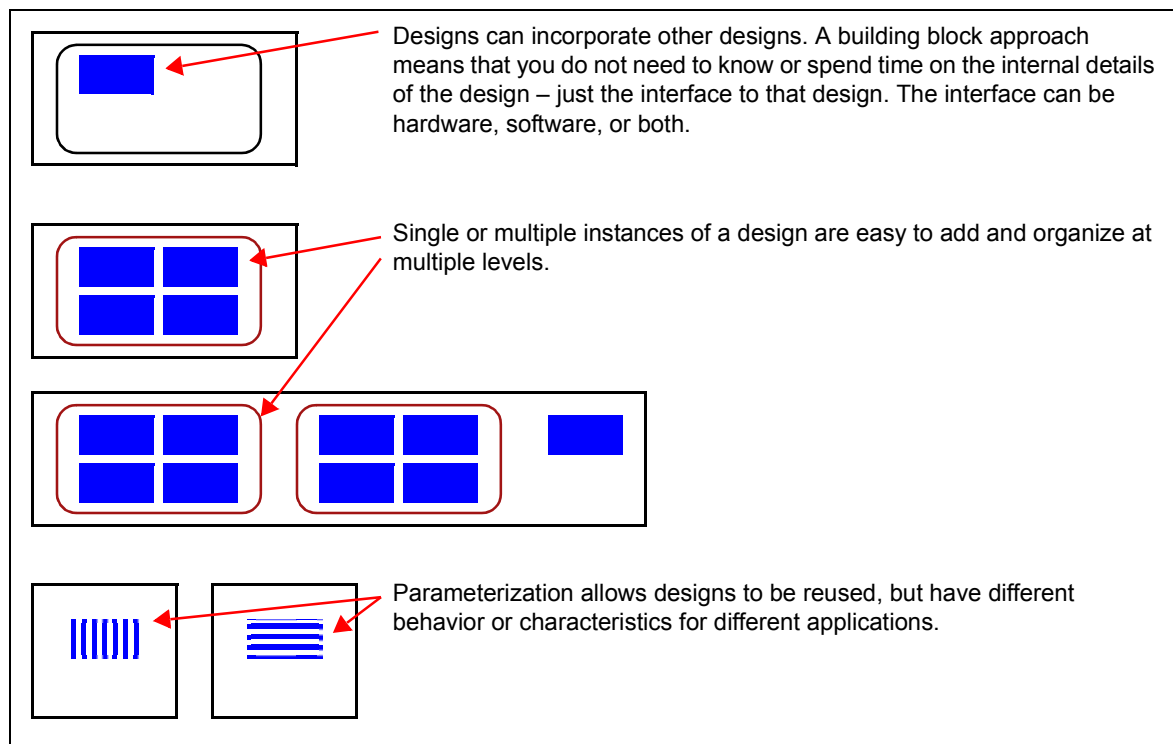 Designs can incorporate other designs. A building block approach
means that you do not need to know or spend time on the internal details
of the design – just the interface to that design. The interface can be
hardware, software, or both.
Single or multiple instances of a design are easy to add and organize at
multiple levels.
Parameterization allows designs to be reused, but have different
behavior or characteristics for different applications.